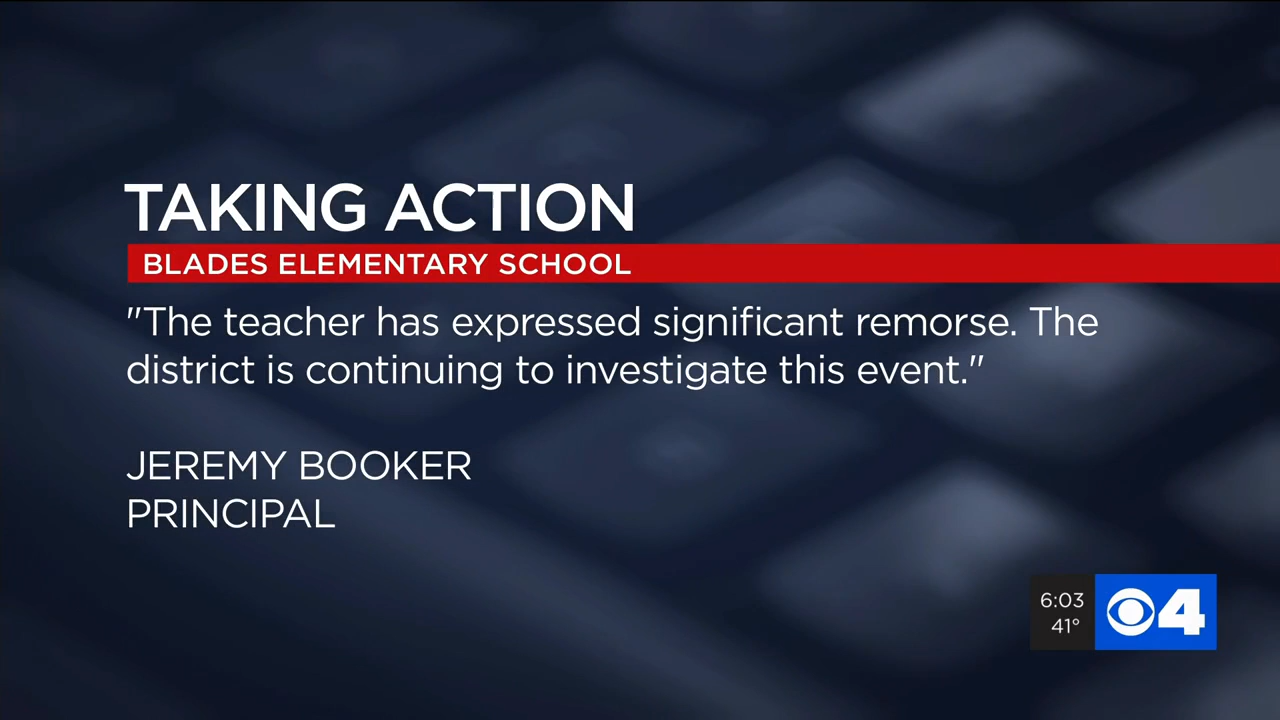 TAKING ACTION
BLADES ELEMENTARY SCHOOL
"The teacher has expressed significant remorse. The
district is continuing to investigate this event."
JEREMY BOOKER
PRINCIPAL
6:03
41°
4